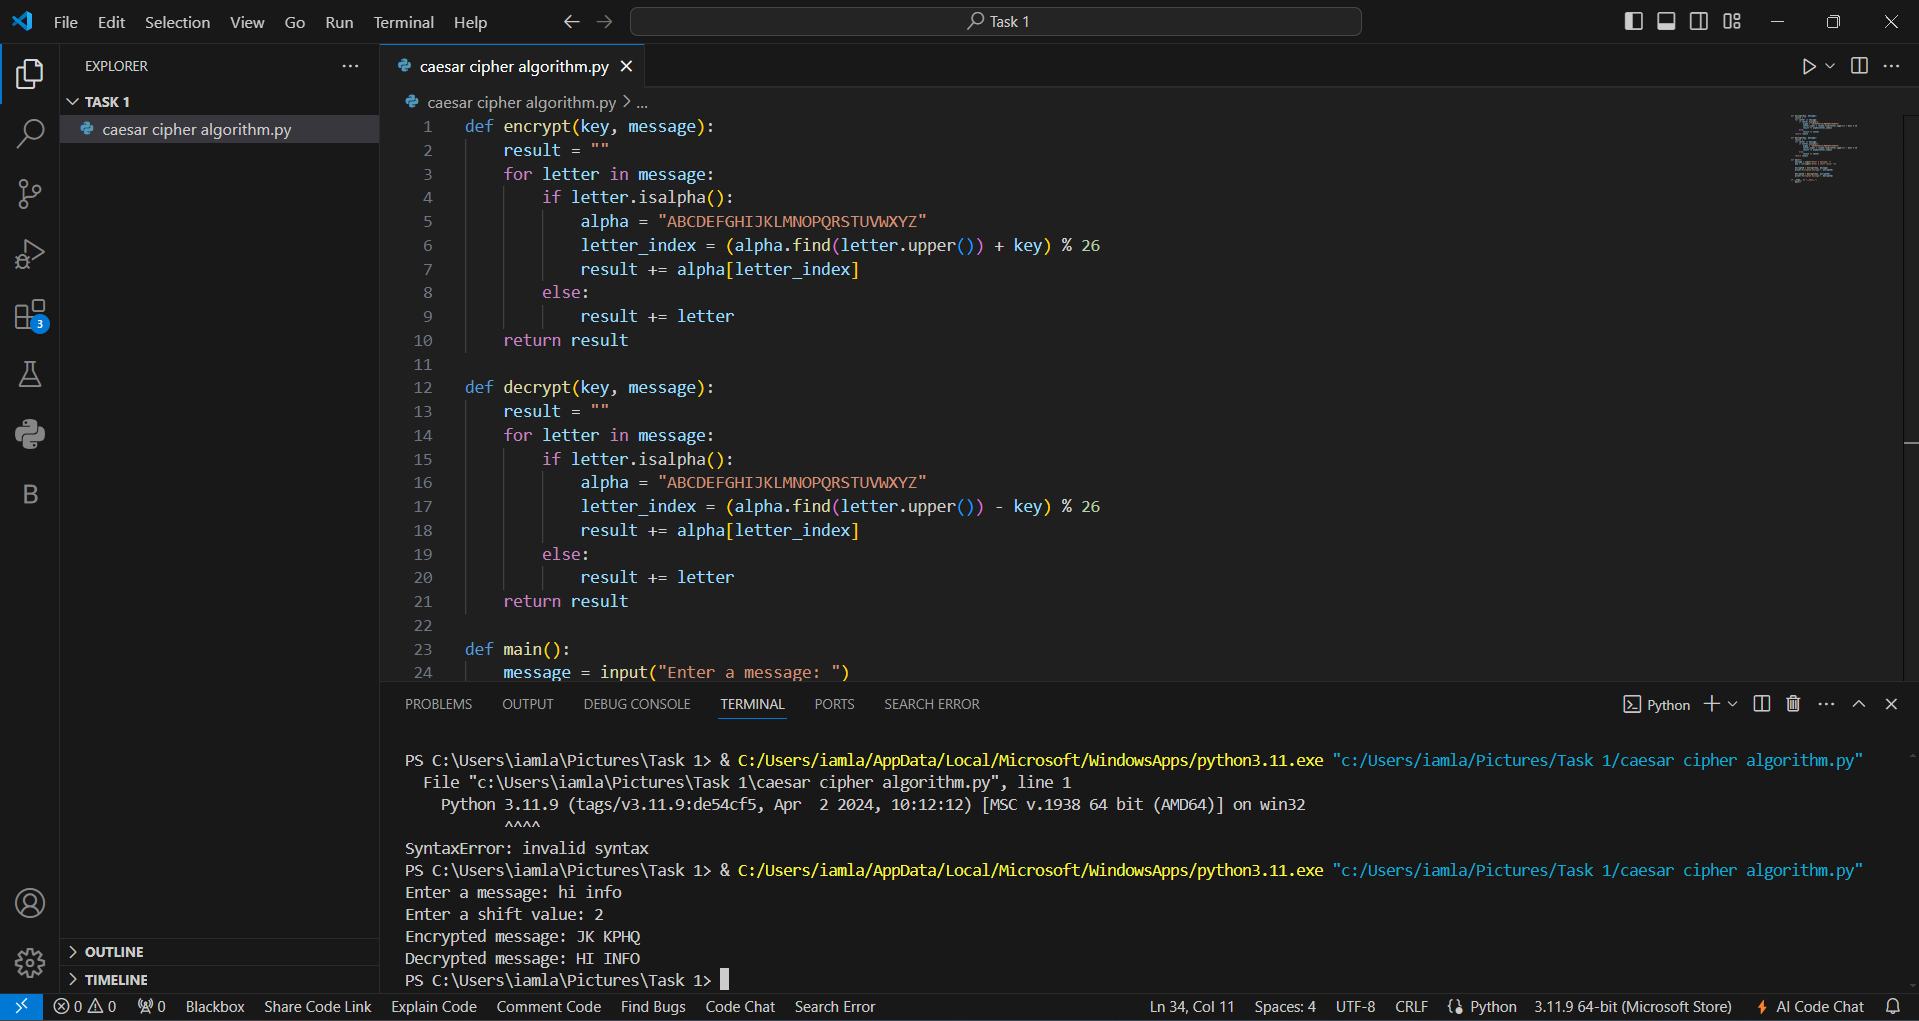 File Edit Selection View Go Run Terminal Help
Task 1
EXPLORER
TASK 1
caesar cipher algorithm.py
3
B
OUTLINE
TIMELINE
caesar cipher algorithm.py
caesar cipher algorithm.py > ...
1 def encrypt(key, message):
2 result = ""
3 for letter in message:
4 if letter.isalpha():
5 alpha = "ABCDEFGHIJKLMNOPQRSTUVWXYZ"
6 letter_index = (alpha.find(letter.upper()) + key) % 26
7 result += alpha[letter_index]
8 else:
9 result += letter
10 return result
11
12 def decrypt(key, message):
13 result = ""
14 for letter in message:
15 if letter.isalpha():
16 alpha = "ABCDEFGHIJKLMNOPQRSTUVWXYZ"
17 letter_index = (alpha.find(letter.upper()) - key) % 26
18 result += alpha[letter_index]
19 else:
20 result += letter
21 return result
22
23 def main():
24 message = input("Enter a message: ")
PROBLEMS OUTPUT DEBUG CONSOLE TERMINAL PORTS SEARCH ERROR
Python
PS C:\Users\iamla\Pictures\Task 1> & C:/Users/iamla/AppData/Local/Microsoft/WindowsApps/python3.11.exe "c:/Users/iamla/Pictures/Task 1/caesar cipher algorithm.py"
File "c:\Users\iamla\Pictures\Task 1\caesar cipher algorithm.py", line 1
Python 3.11.9 (tags/v3.11.9:de54cf5, Apr  2 2024, 10:12:12) [MSC v.1938 64 bit (AMD64)] on win32
^^^^
SyntaxError: invalid syntax
PS C:\Users\iamla\Pictures\Task 1> & C:/Users/iamla/AppData/Local/Microsoft/WindowsApps/python3.11.exe "c:/Users/iamla/Pictures/Task 1/caesar cipher algorithm.py"
Enter a message: hi info
Enter a shift value: 2
Encrypted message: JK KPHQ
Decrypted message: HI INFO
PS C:\Users\iamla\Pictures\Task 1>
0 0 0 Blackbox Share Code Link Explain Code Comment Code Find Bugs Code Chat Search Error Ln 34, Col 11 Spaces: 4 UTF-8 CRLF Python 3.11.9 64-bit (Microsoft Store) AI Code Chat